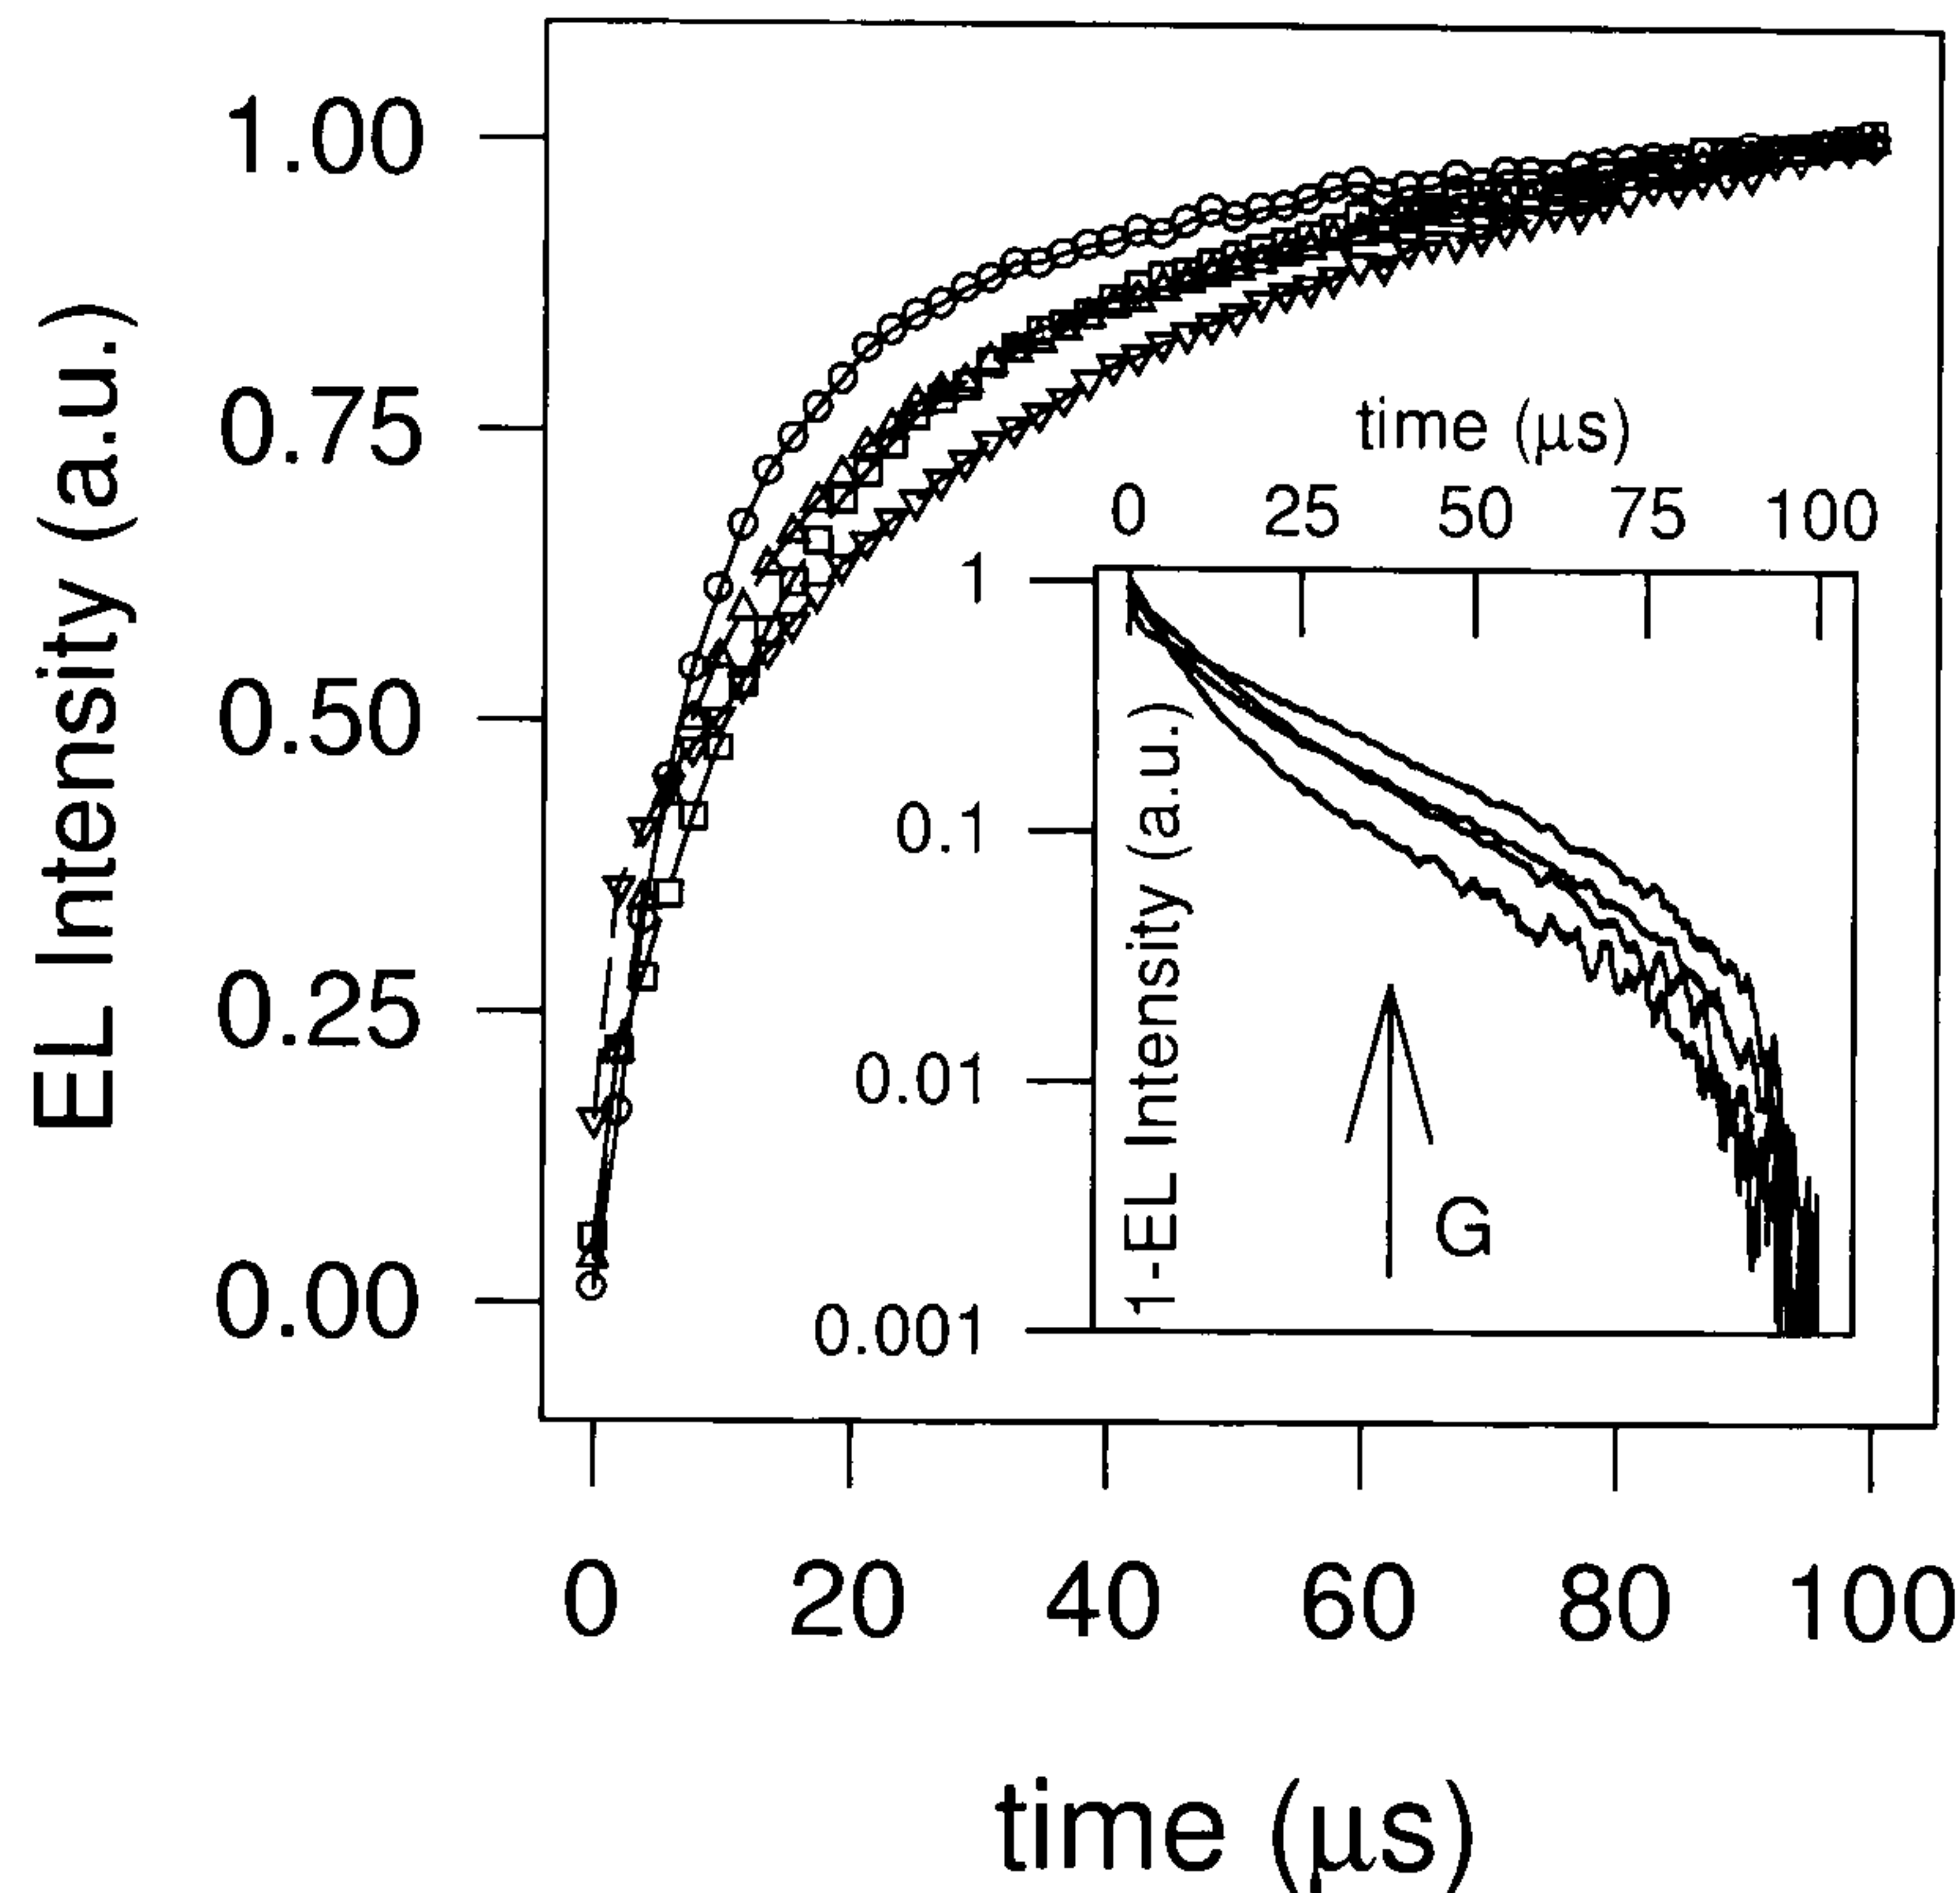 EL Intensity (a.u.)
1.00
0.75
0.50
0.25
0.00
time (μs)
0 25 50 75 100
1-EL Intensity (a.u.)
1
0.1
0.01
0.001
G
0 20 40 60 80 100
time (μs)